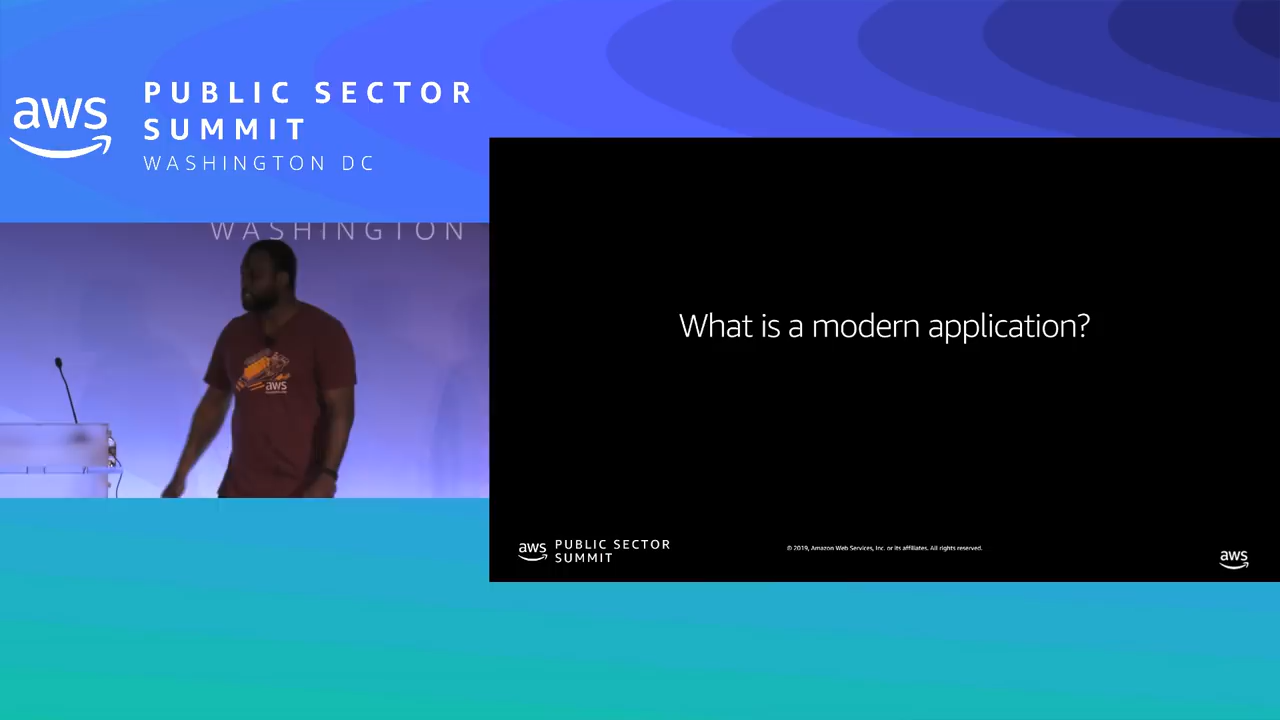 aws
PUBLIC SECTOR
SUMMIT
WASHINGTON DC
WASHINGTON
aws
What is a modern application?
aws
PUBLIC SECTOR
SUMMIT
© 2019, Amazon Web Services, Inc. or its affiliates. All rights reserved.
aws